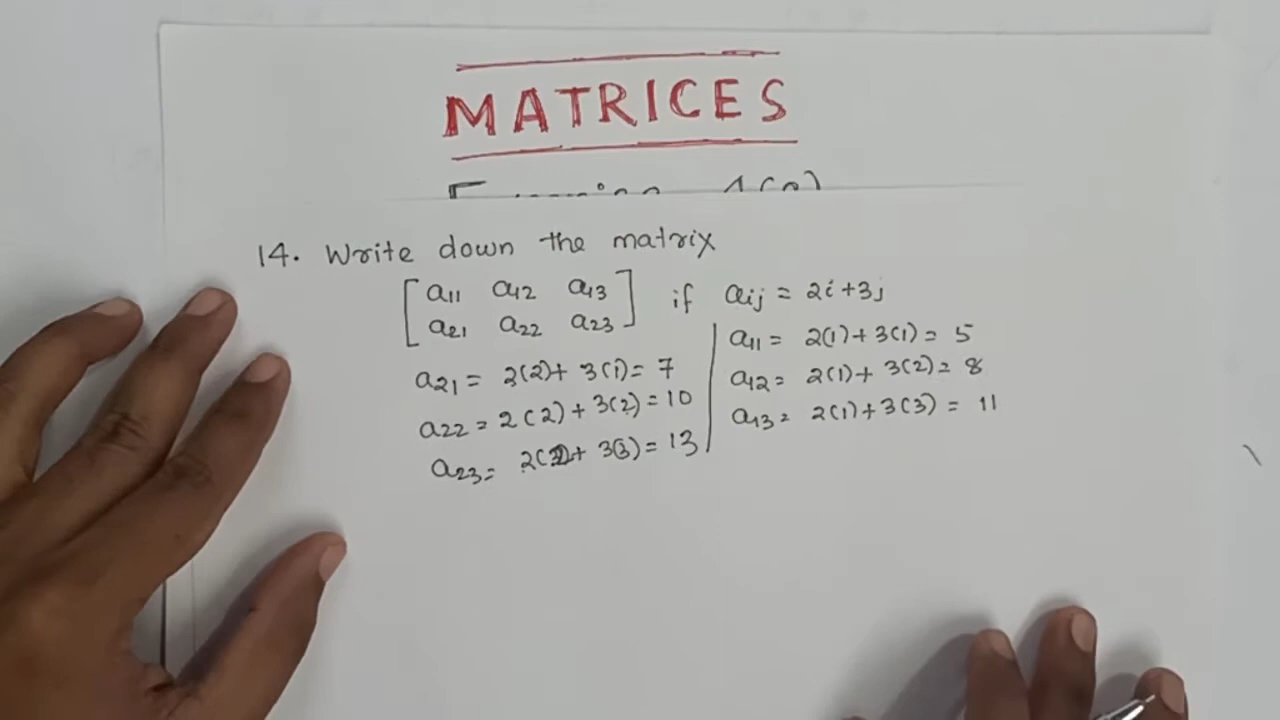 MATRICES
14. Write down the matrix
[a11 a12 a13
a21 a22 a23] if aij = 2i+3j
a11 = 2(1)+3(1) = 5
a12 = 2(1)+3(2) = 8
a13 = 2(1)+3(3) = 11
a21 = 2(2)+3(1) = 7
a22 = 2(2)+3(2) = 10
a23 = 2(2)+3(3) = 13